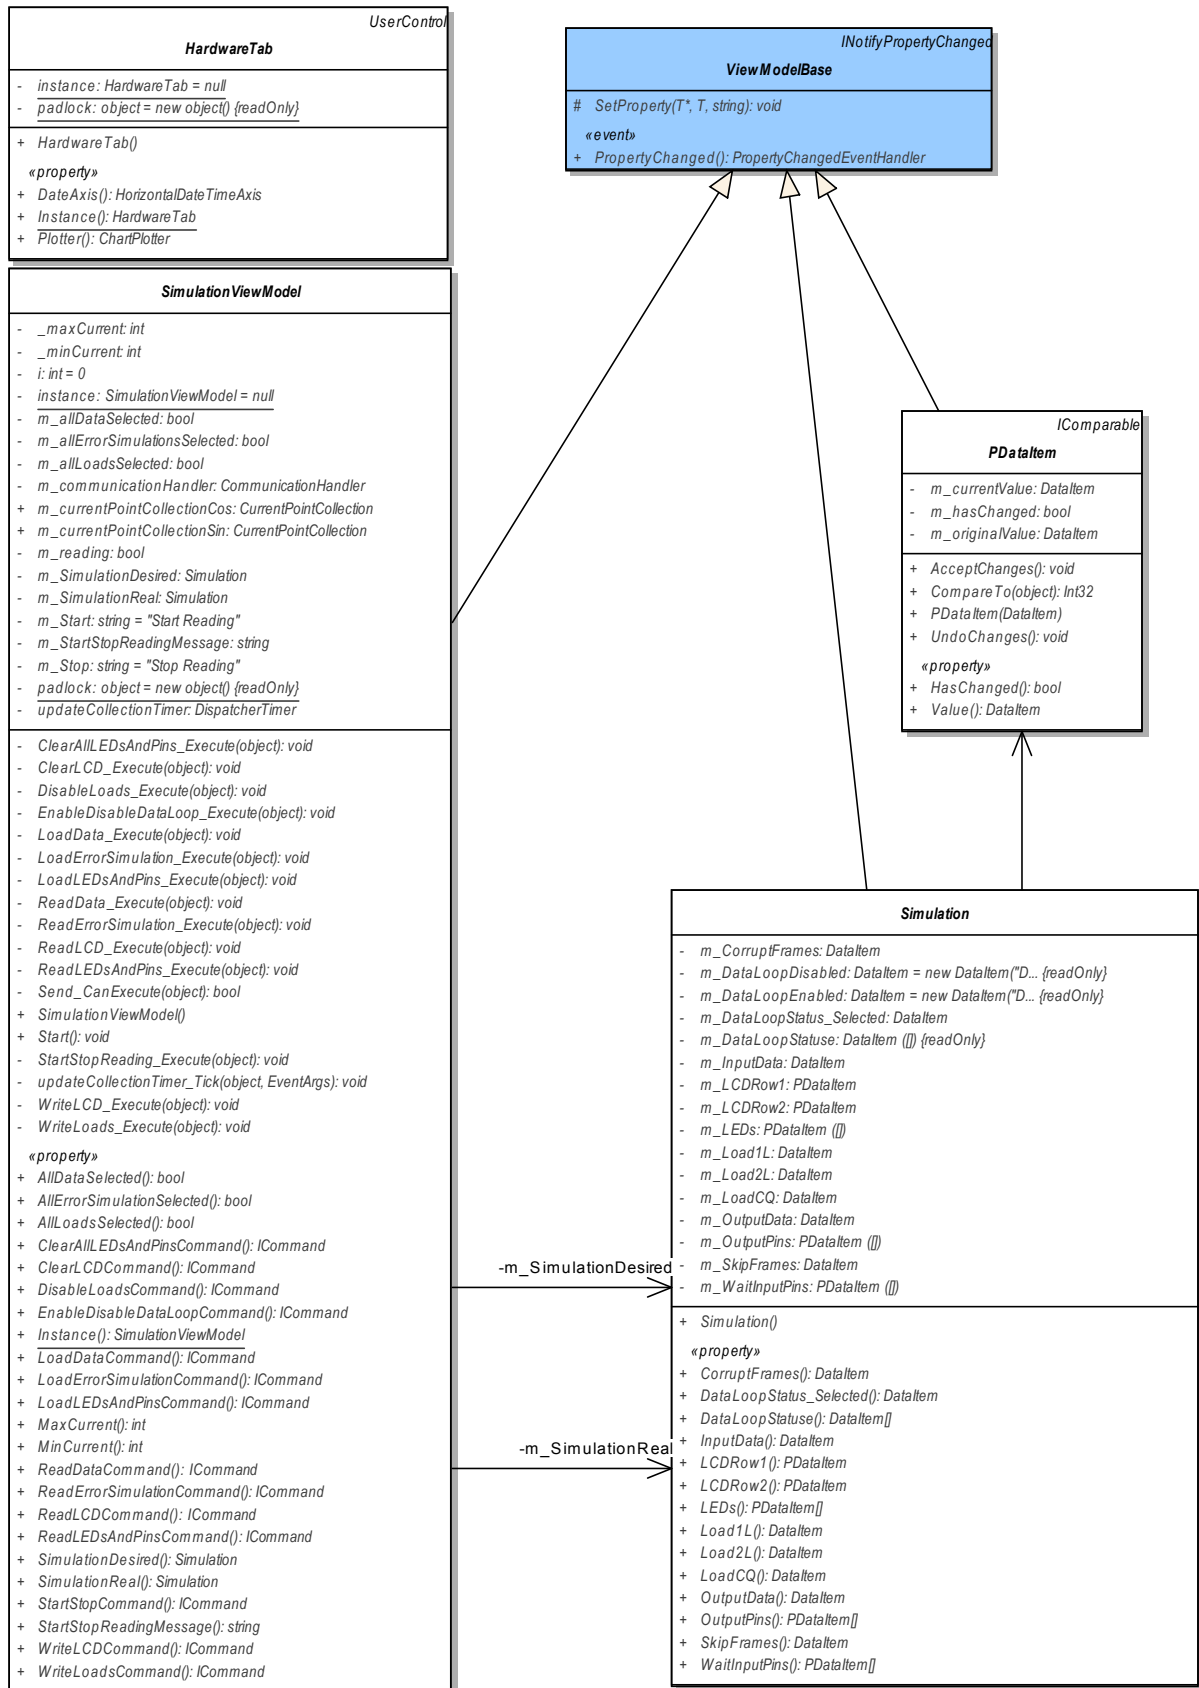 UserControl
HardwareTab
- instance: HardwareTab = null
- padlock: object = new object() {readOnly}
+ HardwareTab()
«property»
+ DateAxis(): HorizontalDateTimeAxis
+ Instance(): HardwareTab
+ Plotter(): ChartPlotter
INotifyPropertyChanged
ViewModelBase
# SetProperty(T*, T, string): void
«event»
+ PropertyChanged(): PropertyChangedEventHandler
SimulationViewModel
- _maxCurrent: int
- _minCurrent: int
- i: int = 0
- instance: SimulationViewModel = null
- m_allDataSelected: bool
- m_allErrorSimulationsSelected: bool
- m_allLoadsSelected: bool
- m_communicationHandler: CommunicationHandler
+ m_currentPointCollectionCos: CurrentPointCollection
+ m_currentPointCollectionSin: CurrentPointCollection
- m_reading: bool
- m_SimulationDesired: Simulation
- m_SimulationReal: Simulation
- m_Start: string = "Start Reading"
- m_StartStopReadingMessage: string
- m_Stop: string = "Stop Reading"
- padlock: object = new object() {readOnly}
- updateCollectionTimer: DispatcherTimer
- ClearAllLEDsAndPins_Execute(object): void
- ClearLCD_Execute(object): void
- DisableLoads_Execute(object): void
- EnableDisableDataLoop_Execute(object): void
- LoadData_Execute(object): void
- LoadErrorSimulation_Execute(object): void
- LoadLEDsAndPins_Execute(object): void
- ReadData_Execute(object): void
- ReadErrorSimulation_Execute(object): void
- ReadLCD_Execute(object): void
- ReadLEDsAndPins_Execute(object): void
- Send_CanExecute(object): bool
+ SimulationViewModel()
+ Start(): void
- StartStopReading_Execute(object): void
- updateCollectionTimer_Tick(object, EventArgs): void
- WriteLCD_Execute(object): void
- WriteLoads_Execute(object): void
«property»
+ AllDataSelected(): bool
+ AllErrorSimulationSelected(): bool
+ AllLoadsSelected(): bool
+ ClearAllLEDsAndPinsCommand(): ICommand
+ ClearLCDCommand(): ICommand
+ DisableLoadsCommand(): ICommand
+ EnableDisableDataLoopCommand(): ICommand
+ Instance(): SimulationViewModel
+ LoadDataCommand(): ICommand
+ LoadErrorSimulationCommand(): ICommand
+ LoadLEDsAndPinsCommand(): ICommand
+ MaxCurrent(): int
+ MinCurrent(): int
+ ReadDataCommand(): ICommand
+ ReadErrorSimulationCommand(): ICommand
+ ReadLCDCommand(): ICommand
+ ReadLEDsAndPinsCommand(): ICommand
+ SimulationDesired(): Simulation
+ SimulationReal(): Simulation
+ StartStopCommand(): ICommand
+ StartStopReadingMessage(): string
+ WriteLCDCommand(): ICommand
+ WriteLoadsCommand(): ICommand
IComparable
PDataItem
- m_currentValue: DataItem
- m_hasChanged: bool
- m_originalValue: DataItem
+ AcceptChanges(): void
+ CompareTo(object): Int32
+ PDataItem(DataItem)
+ UndoChanges(): void
«property»
+ HasChanged(): bool
+ Value(): DataItem
-m_SimulationDesired
-m_SimulationReal
Simulation
- m_CorruptFrames: DataItem
- m_DataLoopDisabled: DataItem = new DataItem("D... {readOnly}
- m_DataLoopEnabled: DataItem = new DataItem("D... {readOnly}
- m_DataLoopStatus_Selected: DataItem
- m_DataLoopStatuse: DataItem ([]) {readOnly}
- m_InputData: DataItem
- m_LCDRow1: PDataItem
- m_LCDRow2: PDataItem
- m_LEDs: PDataItem ([])
- m_Load1L: DataItem
- m_Load2L: DataItem
- m_LoadCQ: DataItem
- m_OutputData: DataItem
- m_OutputPins: PDataItem ([])
- m_SkipFrames: DataItem
- m_WaitInputPins: PDataItem ([])
+ Simulation()
«property»
+ CorruptFrames(): DataItem
+ DataLoopStatus_Selected(): DataItem
+ DataLoopStatuse(): DataItem[]
+ InputData(): DataItem
+ LCDRow1(): PDataItem
+ LCDRow2(): PDataItem
+ LEDs(): PDataItem[]
+ Load1L(): DataItem
+ Load2L(): DataItem
+ LoadCQ(): DataItem
+ OutputData(): DataItem
+ OutputPins(): PDataItem[]
+ SkipFrames(): DataItem
+ WaitInputPins(): PDataItem[]